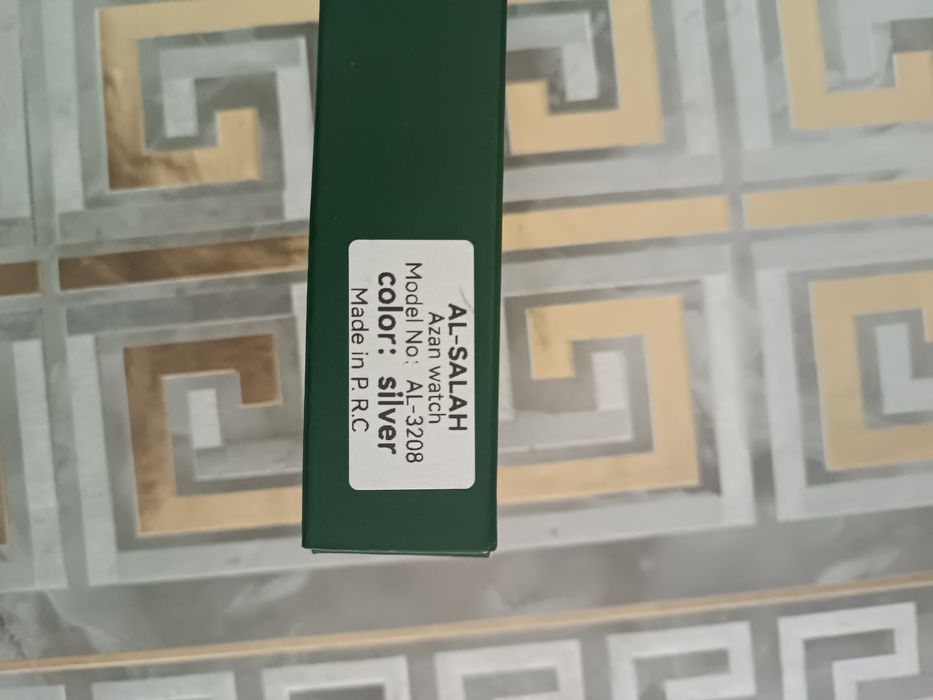 AL-SALAH
Azan watch
Model No: AL-3208
color: silver
Made in P.R.C